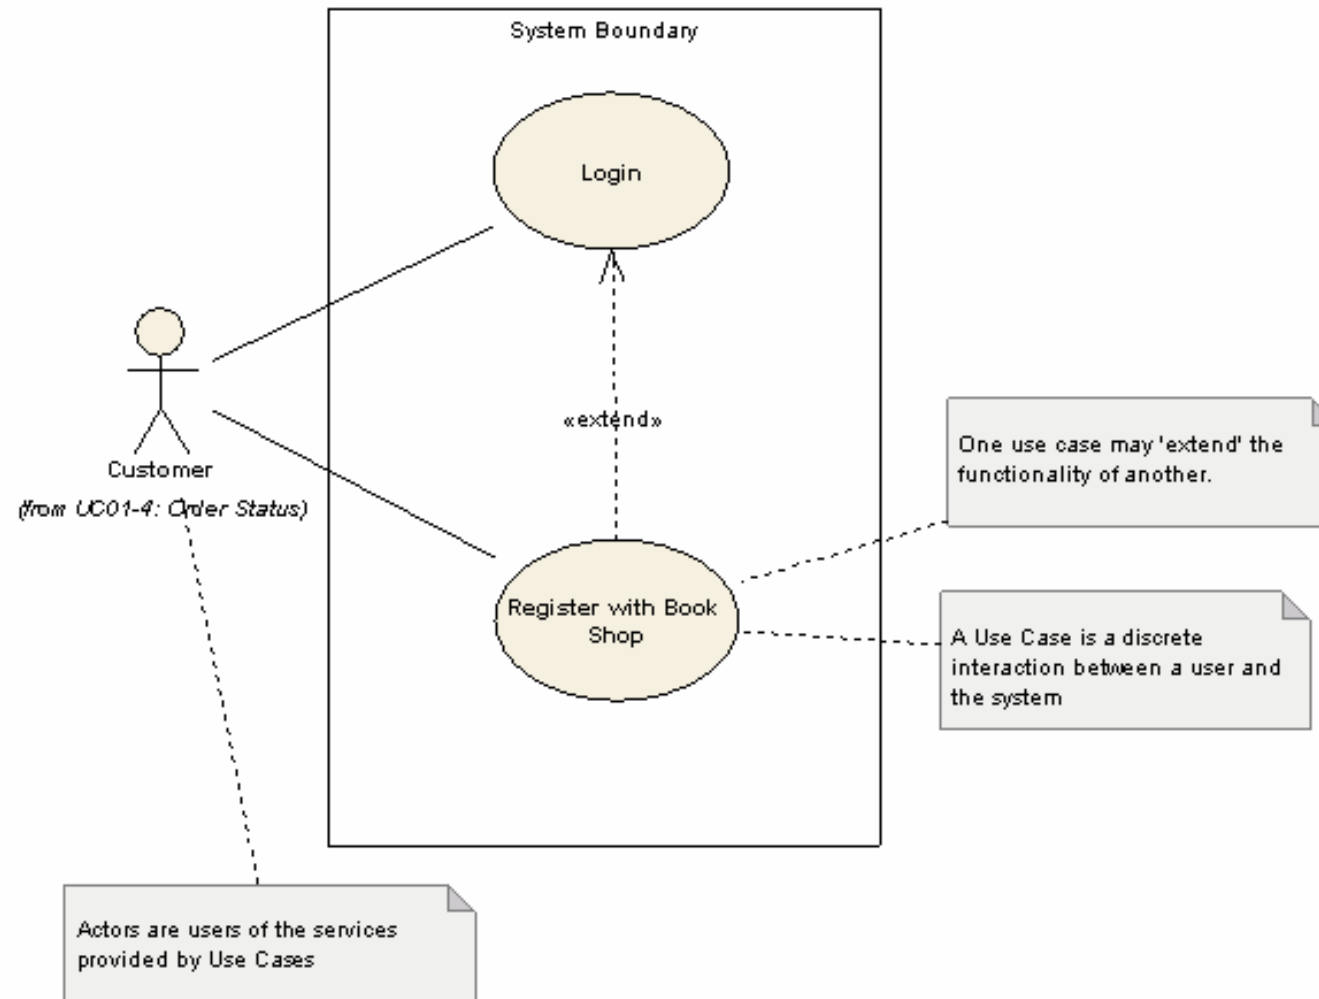 System Boundary
Login
«extend»
Customer
(from UC01-4: Order Status)
One use case may 'extend' the
functionality of another.
Register with Book
Shop
A Use Case is a discrete
interaction between a user and
the system
Actors are users of the services
provided by Use Cases